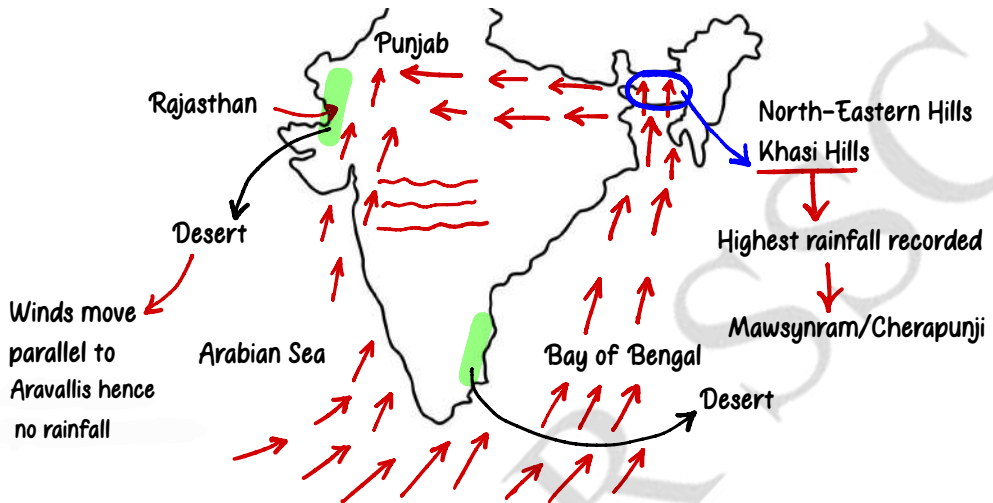 Punjab
Rajasthan
North-Eastern Hills
Khasi Hills
Desert
Highest rainfall recorded
Winds move
parallel to
Aravallis hence
no rainfall
Arabian Sea
Bay of Bengal
Mawsynram/Cherapunji
Desert